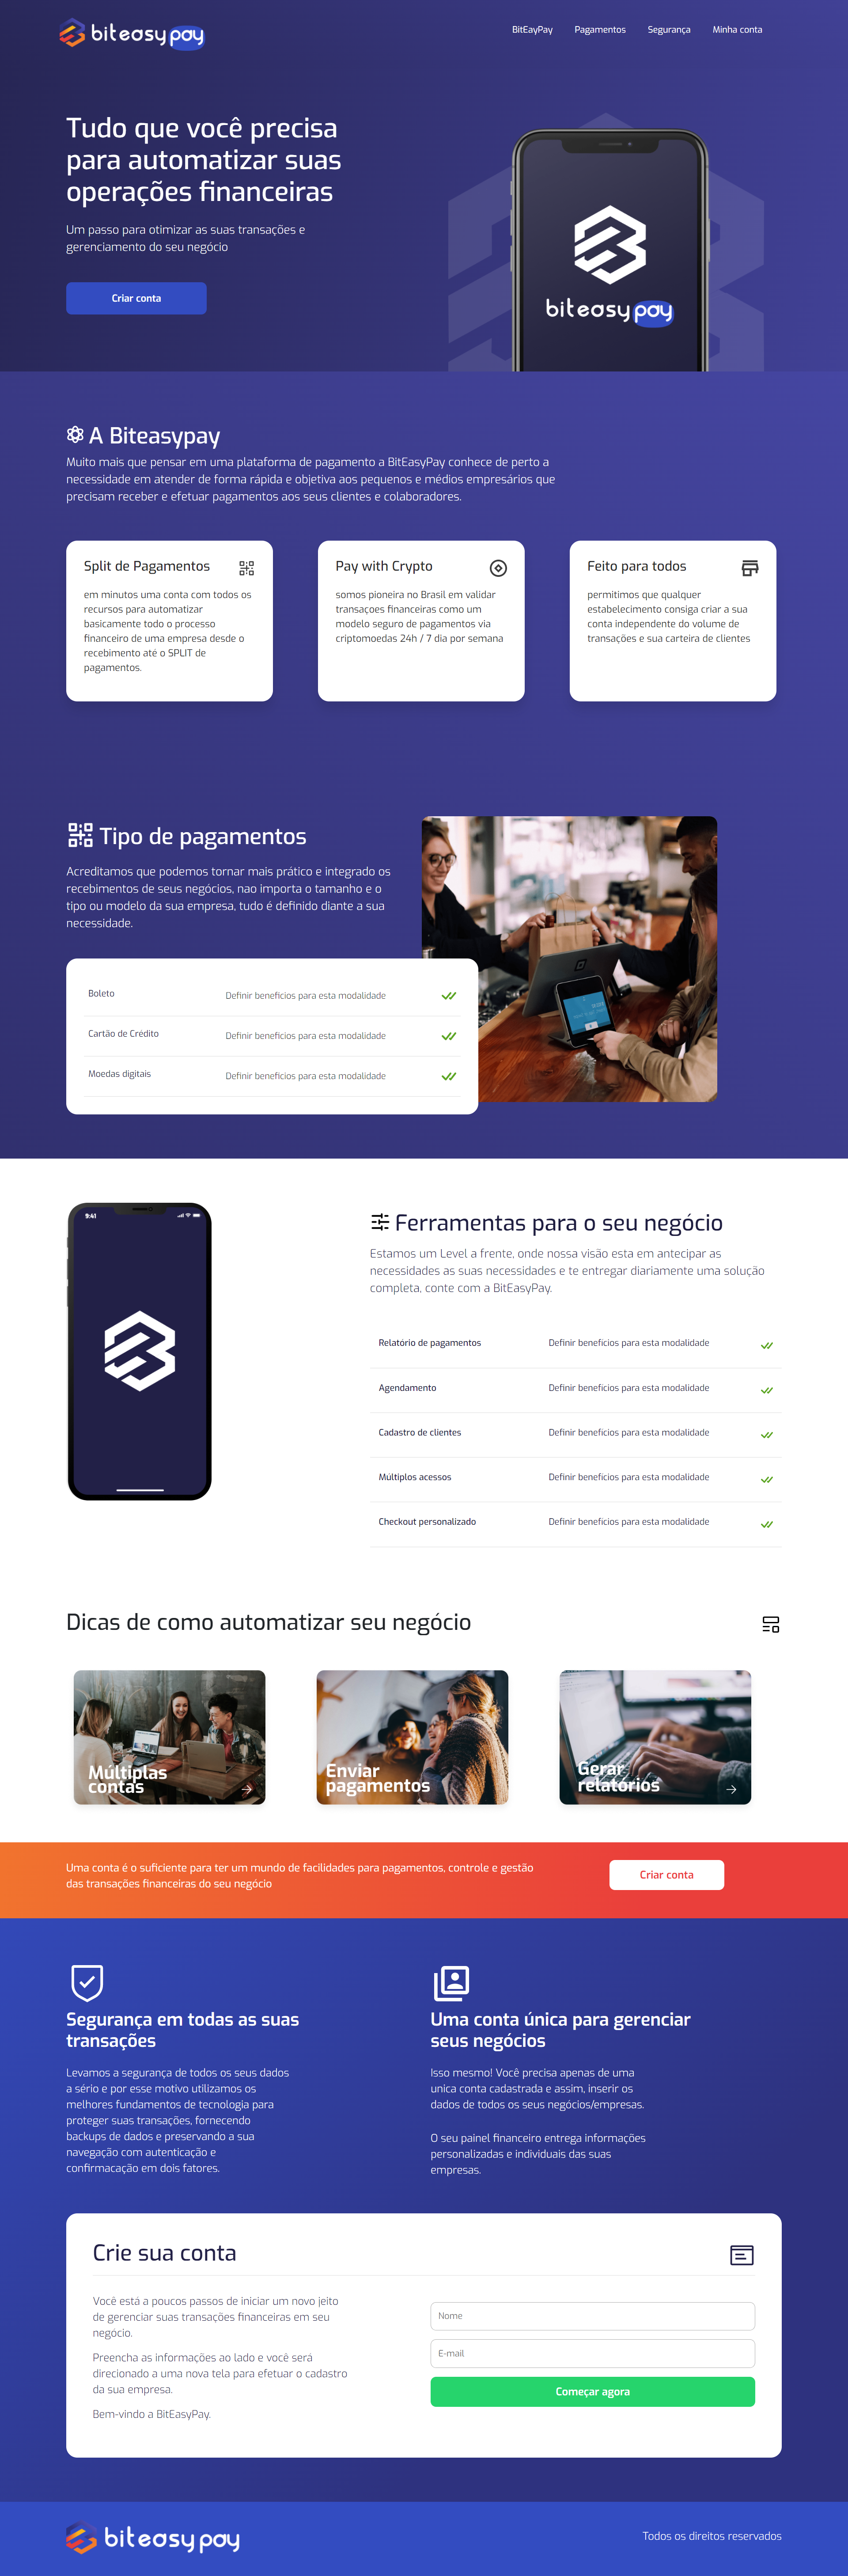 biteasypay
BitEayPay Pagamentos Segurança Minha conta
Tudo que você precisa
para automatizar suas
operações financeiras
Um passo para otimizar as suas transações e
gerenciamento do seu negócio
Criar conta
biteasypay
A Biteasypay
Muito mais que pensar em uma plataforma de pagamento a BitEasyPay conhece de perto a
necessidade em atender de forma rápida e objetiva aos pequenos e médios empresários que
precisam receber e efetuar pagamentos aos seus clientes e colaboradores.
Split de Pagamentos
em minutos uma conta com todos os
recursos para automatizar
basicamente todo o processo
financeiro de uma empresa desde o
recebimento até o SPLIT de
pagamentos.
Pay with Crypto
somos pioneira no Brasil em validar
transaçoes financeiras como um
modelo seguro de pagamentos via
criptomoedas 24h / 7 dia por semana
Feito para todos
permitimos que qualquer
estabelecimento consiga criar a sua
conta independente do volume de
transações e sua carteira de clientes
Tipo de pagamentos
Acreditamos que podemos tornar mais prático e integrado os
recebimentos de seus negócios, nao importa o tamanho e o
tipo ou modelo da sua empresa, tudo é definido diante a sua
necessidade.
Boleto Definir benefícios para esta modalidade
Cartão de Crédito Definir benefícios para esta modalidade
Moedas digitais Definir benefícios para esta modalidade
9:41
Ferramentas para o seu negócio
Estamos um Level a frente, onde nossa visão esta em antecipar as
necessidades as suas necessidades e te entregar diariamente uma solução
completa, conte com a BitEasyPay.
Relatório de pagamentos Definir benefícios para esta modalidade
Agendamento Definir benefícios para esta modalidade
Cadastro de clientes Definir benefícios para esta modalidade
Múltiplos acessos Definir benefícios para esta modalidade
Checkout personalizado Definir benefícios para esta modalidade
Dicas de como automatizar seu negócio
Múltiplas
contas
Enviar
pagamentos
Gerar
relatórios
Uma conta é o suficiente para ter um mundo de facilidades para pagamentos, controle e gestão
das transações financeiras do seu negócio
Criar conta
Segurança em todas as suas
transações
Levamos a segurança de todos os seus dados
a sério e por esse motivo utilizamos os
melhores fundamentos de tecnologia para
proteger suas transações, fornecendo
backups de dados e preservando a sua
navegação com autenticação e
confirmacação em dois fatores.
Uma conta única para gerenciar
seus negócios
Isso mesmo! Você precisa apenas de uma
unica conta cadastrada e assim, inserir os
dados de todos os seus negócios/empresas.
O seu painel financeiro entrega informações
personalizadas e individuais das suas
empresas.
Crie sua conta
Você está a poucos passos de iniciar um novo jeito
de gerenciar suas transações financeiras em seu
negócio.
Preencha as informações ao lado e você será
direcionado a uma nova tela para efetuar o cadastro
da sua empresa.
Bem-vindo a BitEasyPay.
Nome
E-mail
Começar agora
biteasypay
Todos os direitos reservados